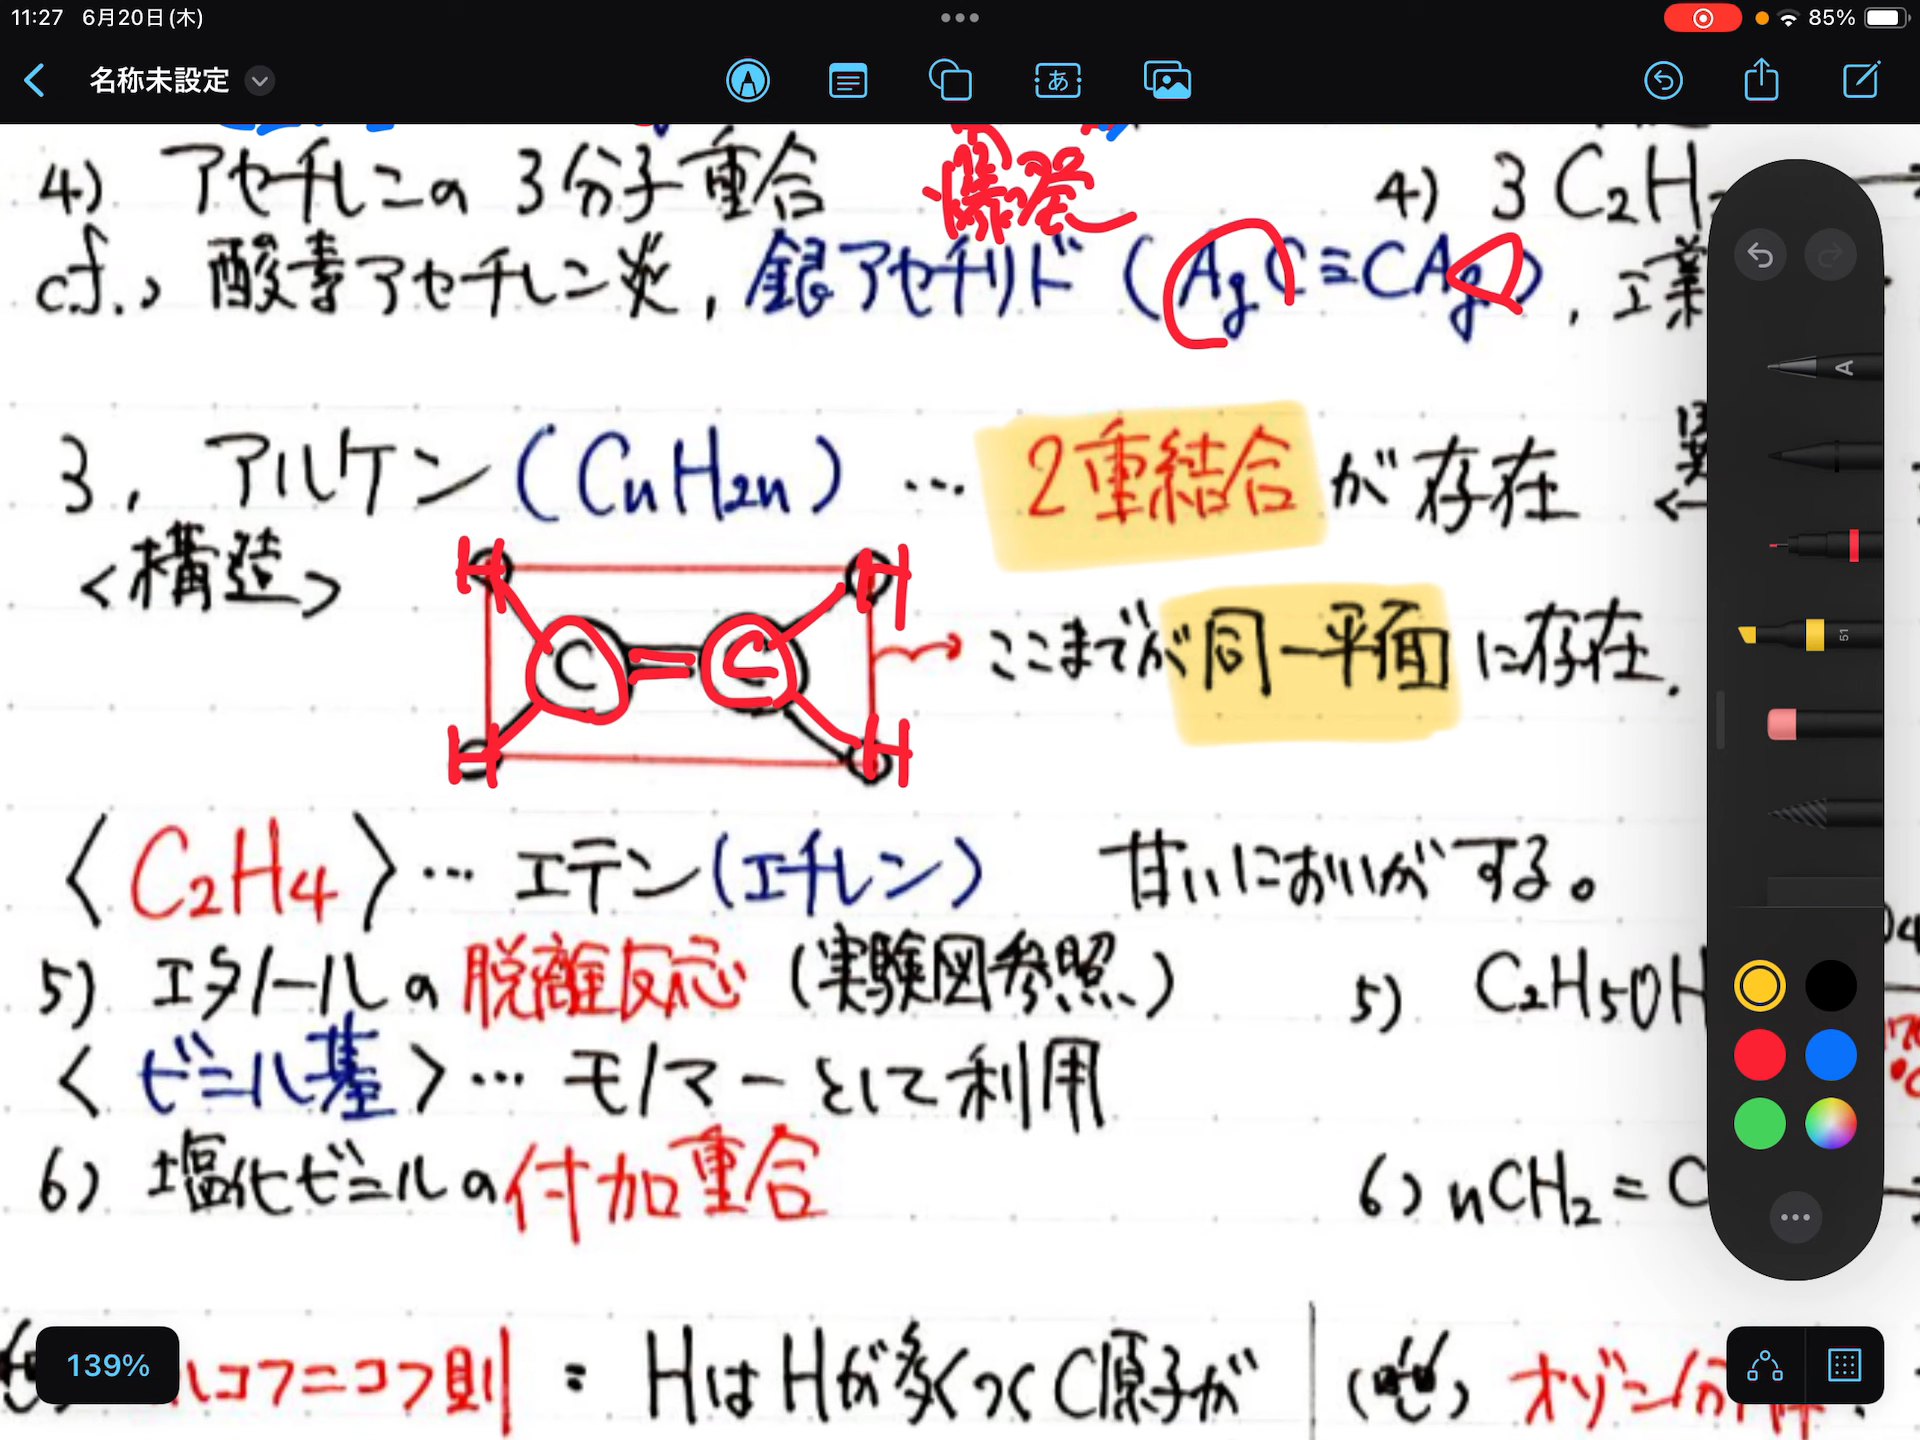 11:27 6月20日(木)
85%
名称未設定
4) アセチレンの 3分子重合 爆発
4) 3 C2H
cf., 酸素アセチレン炎, 銀アセチリド (AgC≡CAg), 工業
3, アルケン (CnH2n) … 2重結合 が存在
<構造>
H H
C = C
H H
ここまでが同一平面に存在.
〈C2H4〉… エテン(エチレン) 甘いにおいがする。
5) エタノールの脱離反応 (実験図参照)
5) C2H5OH
〈ビニル基〉… モノマーとして利用
6) 塩化ビニルの付加重合
6) nCH2 = C
139%
コフニコフ則 : HはHが多くつくC原子が
(他) オゾン分解